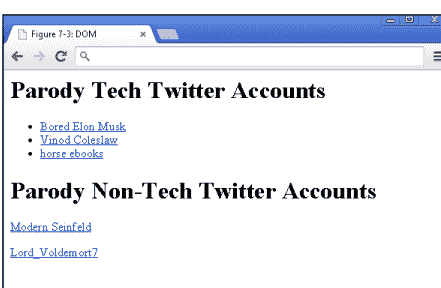 Figure 7-3: DOM
Parody Tech Twitter Accounts
Bored Elon Musk
Vinod Coleslaw
horse ebooks
Parody Non-Tech Twitter Accounts
Modern Seinfeld
Lord_Voldemort7